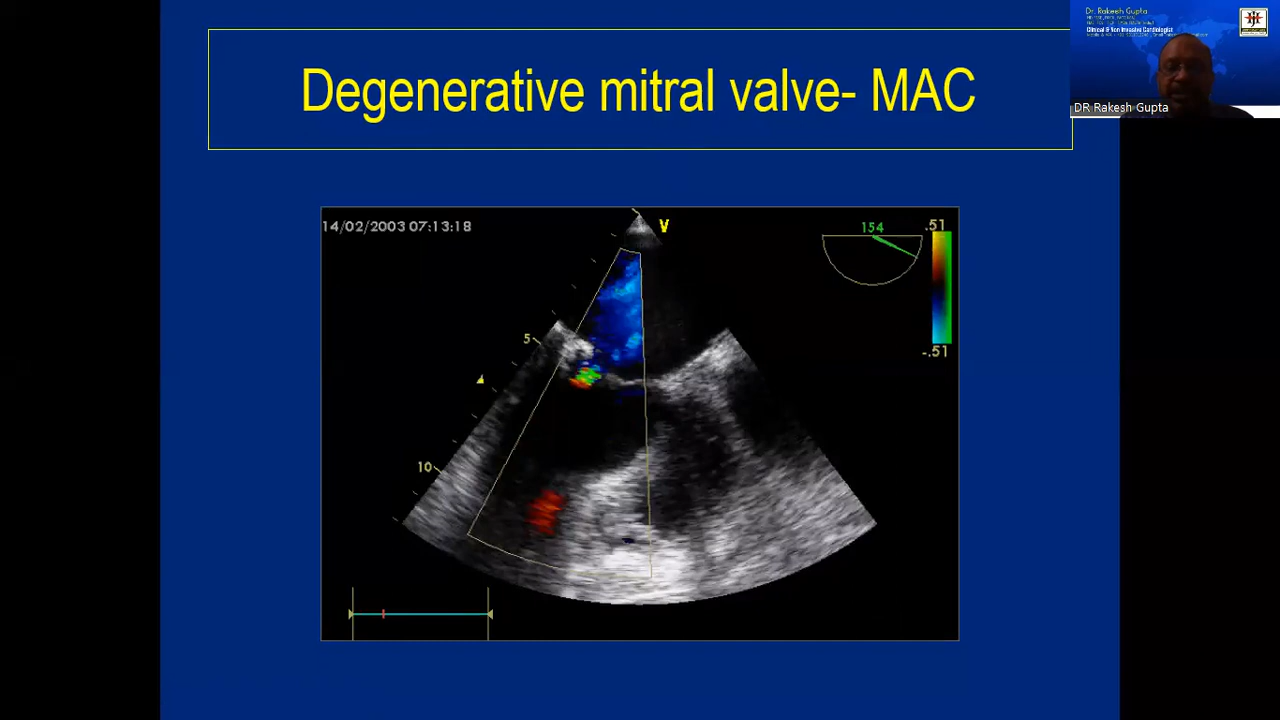 Degenerative mitral valve- MAC
Dr. Rakesh Gupta
Clinical & Non Invasive Cardiologist
DR Rakesh Gupta
14/02/2003 07:13:18
V
154
.51
-.51
5
10